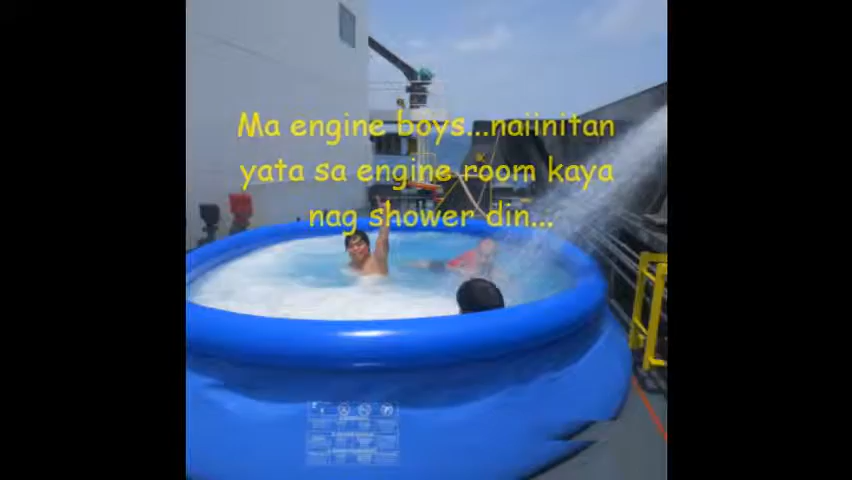 Ma engine boys...naiinitan
yata sa engine room kaya
nag shower din...